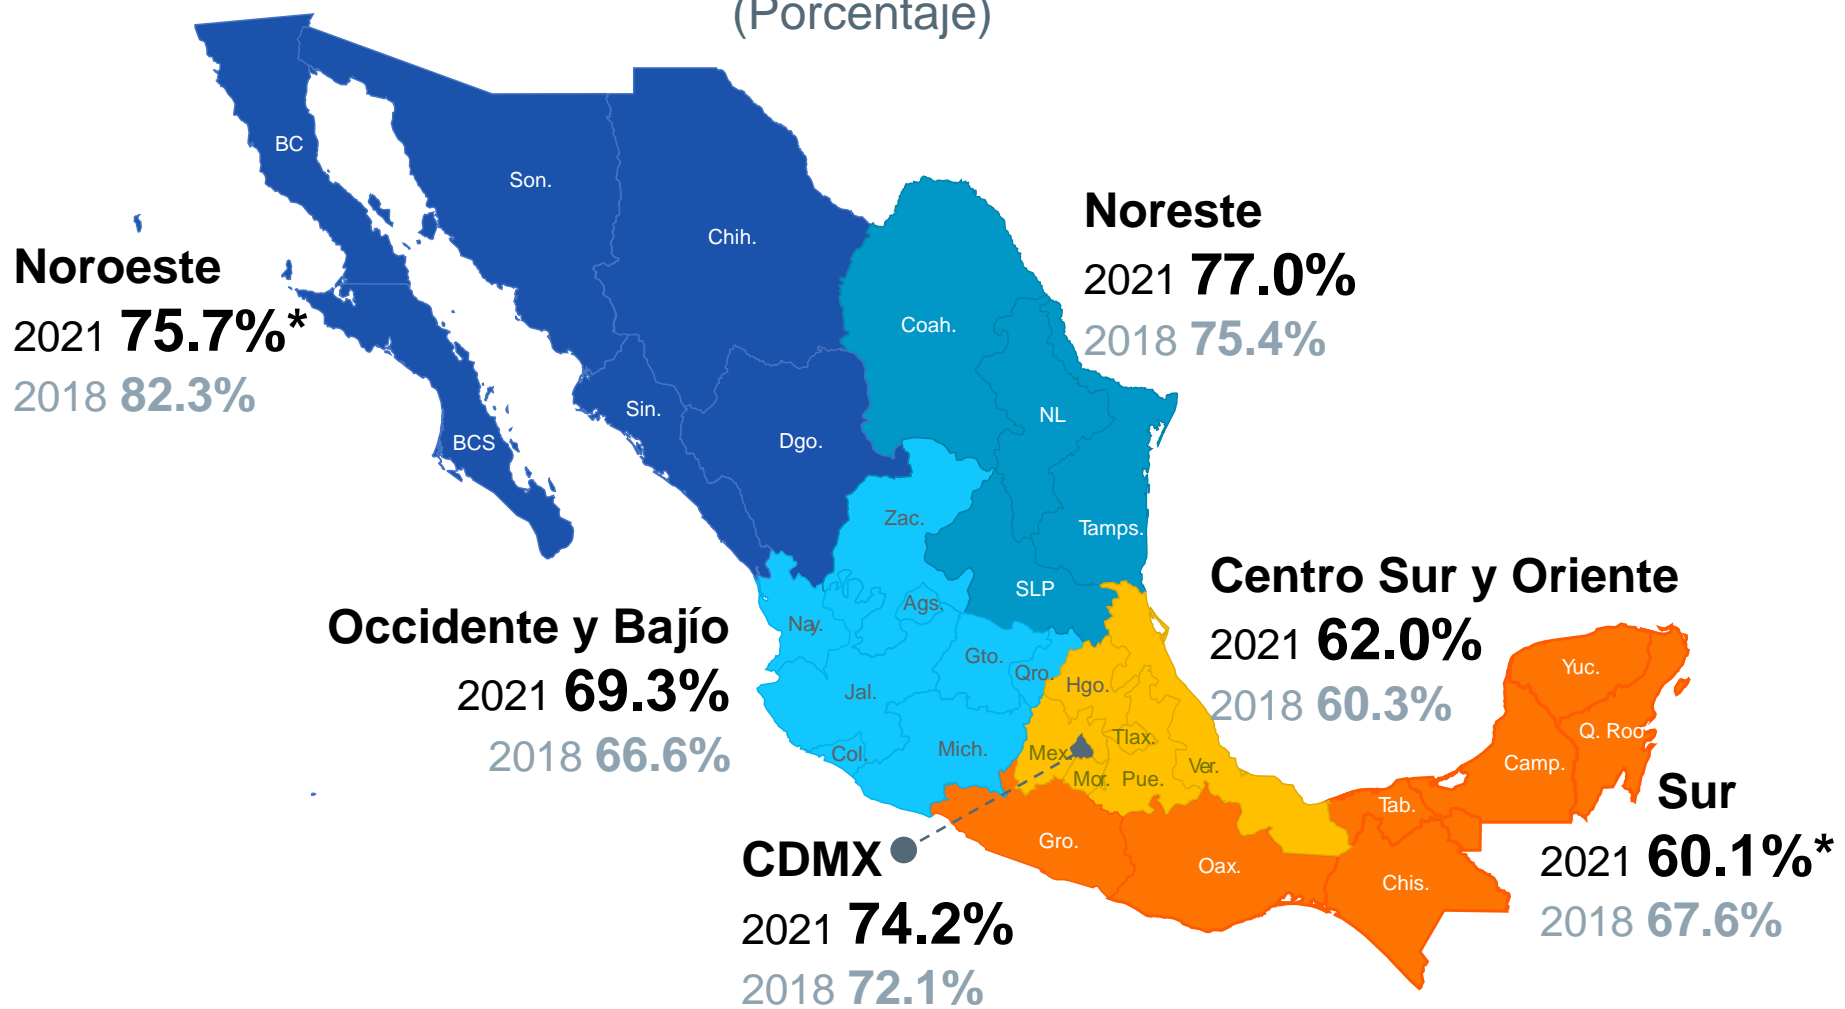 (Porcentaje)
BC
Son.
Chih.
Noreste
2021 77.0%
2018 75.4%
Noroeste
2021 75.7%*
2018 82.3%
Coah.
Sin.
NL
Dgo.
BCS
Zac.
Tamps.
SLP
Centro Sur y Oriente
2021 62.0%
2018 60.3%
Occidente y Bajío
2021 69.3%
2018 66.6%
Ags.
Nay.
Gto.
Qro.
Jal.
Hgo.
Yuc.
Q. Roo
Camp.
Col.
Mich.
Mex.
Tlax.
Mor.
Pue.
Ver.
Tab.
Sur
2021 60.1%*
2018 67.6%
Gro.
Oax.
Chis.
CDMX
2021 74.2%
2018 72.1%